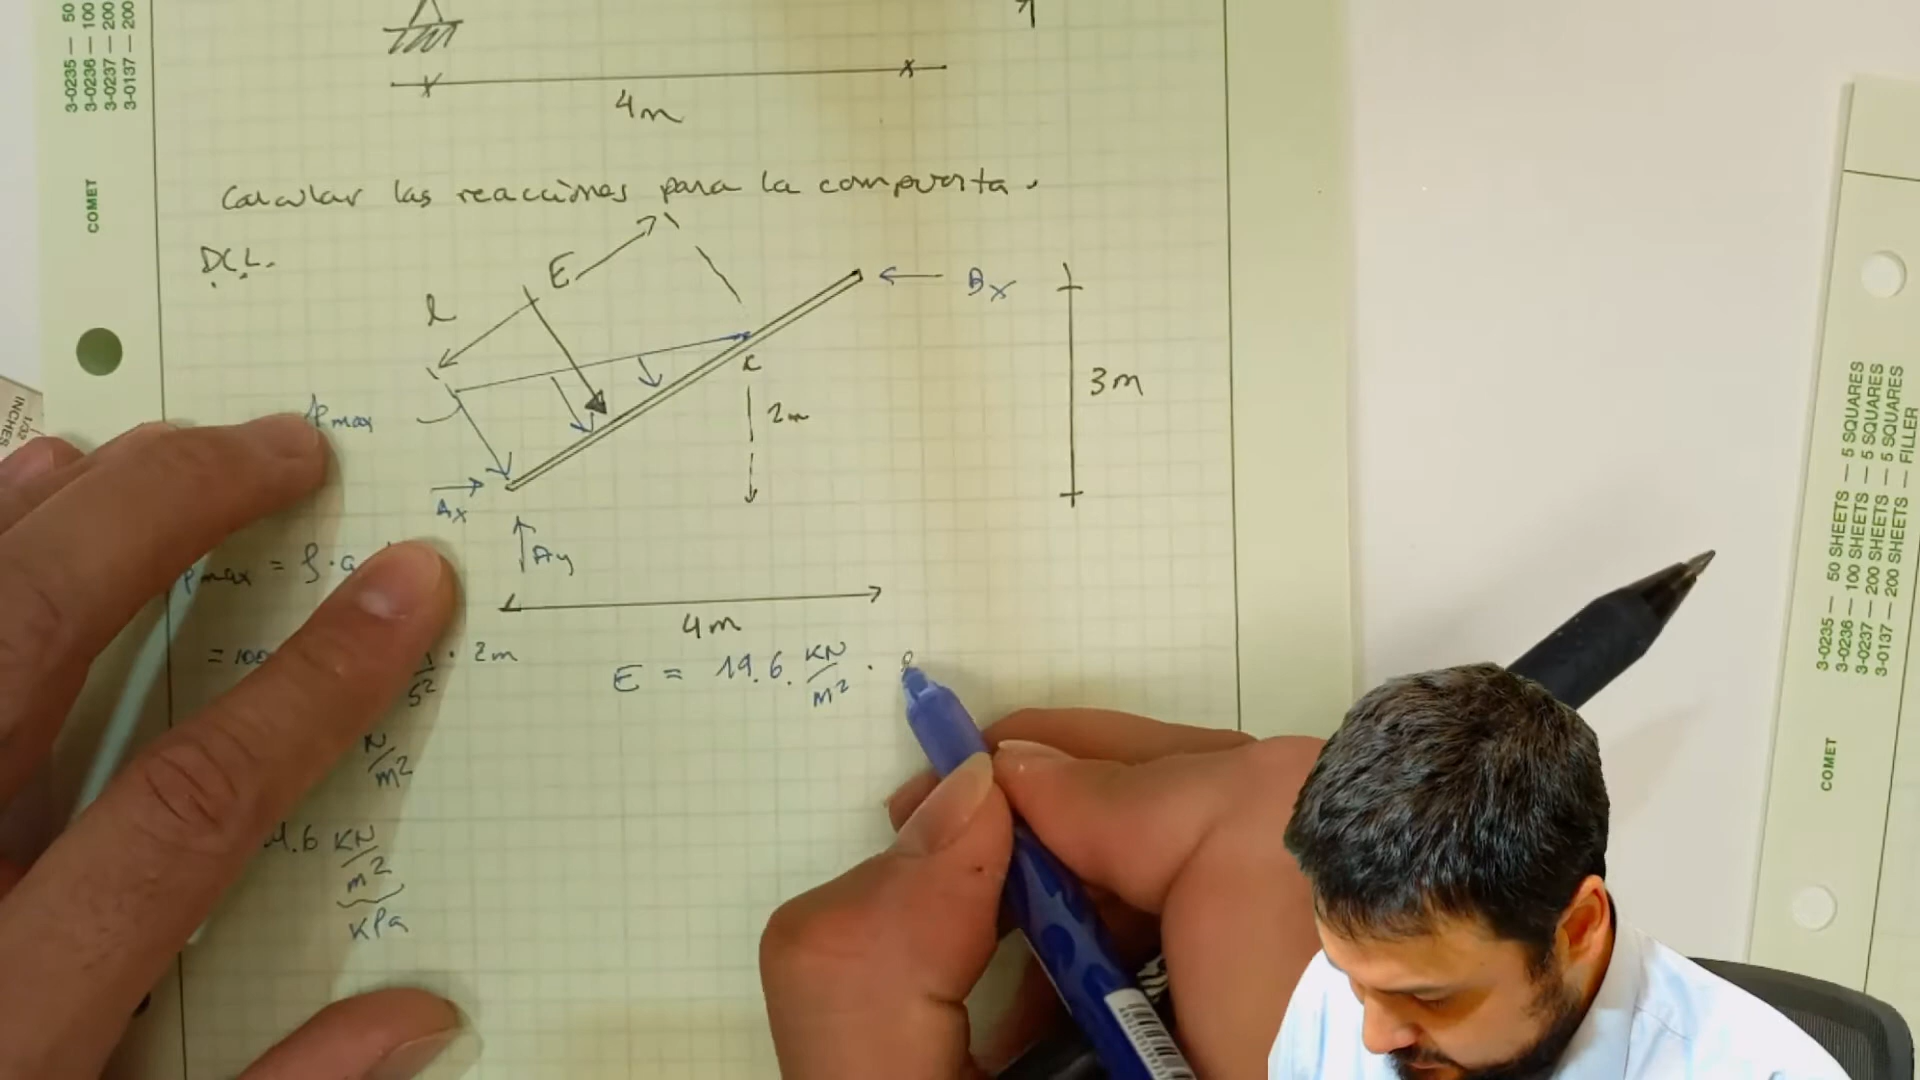 3-0235 — 50
3-0236 — 100
3-0237 — 200
3-0137 — 200
COMET
4m
Calcular las reacciones para la compuerta.
D.C.L.
E
l
Bx
Pmax
2m
3m
Ax
Ay
4m
Pmax = ρ·
= 100
· 2m
s²
E = 19.6 KN/m² ·
N/m²
.6 KN/m²
KPa
1/32
INCHES
3-0235 — 50 SHEETS — 5 SQUARES
3-0236 — 100 SHEETS — 5 SQUARES
3-0237 — 200 SHEETS — 5 SQUARES
3-0137 — 200 SHEETS — FILLER
COMET